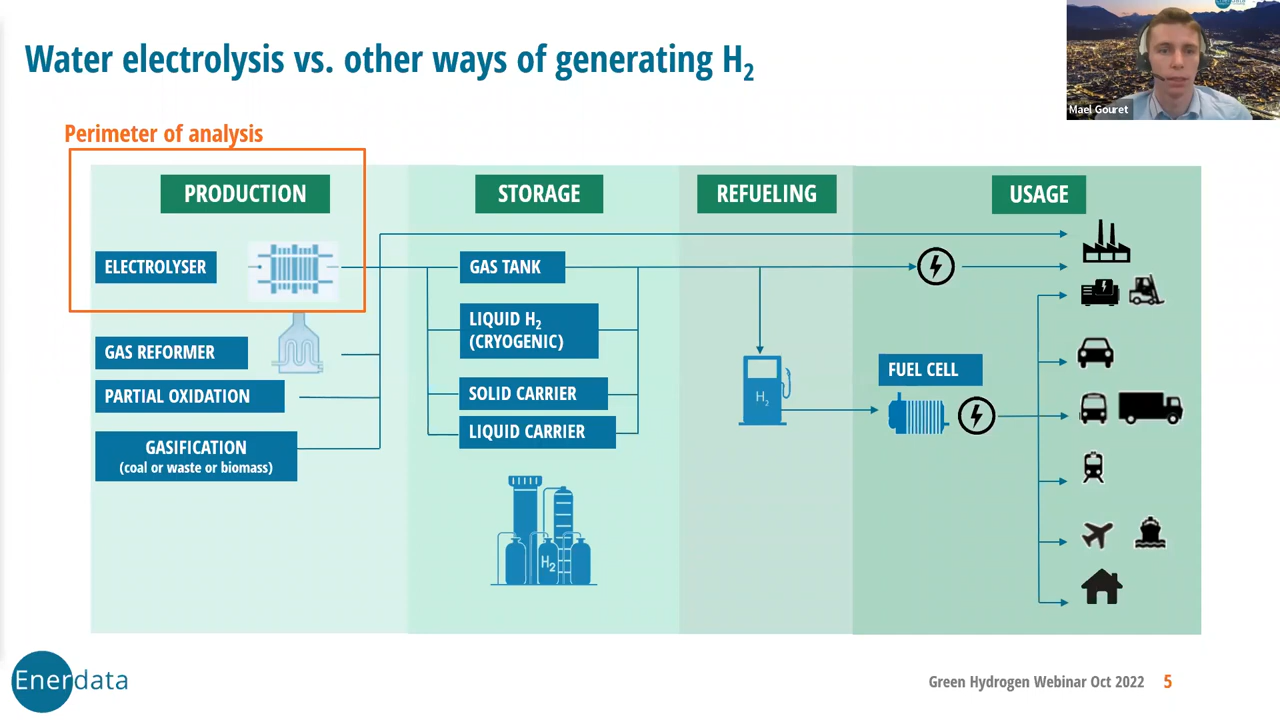 Water electrolysis vs. other ways of generating H₂
Enerdata
Mael Gouret
Perimeter of analysis
PRODUCTION
STORAGE
REFUELING
USAGE
ELECTROLYSER
GAS TANK
LIQUID H₂
(CRYOGENIC)
GAS REFORMER
PARTIAL OXIDATION
SOLID CARRIER
LIQUID CARRIER
GASIFICATION
(coal or waste or biomass)
H₂
H₂
FUEL CELL
Enerdata
Green Hydrogen Webinar Oct 2022 5